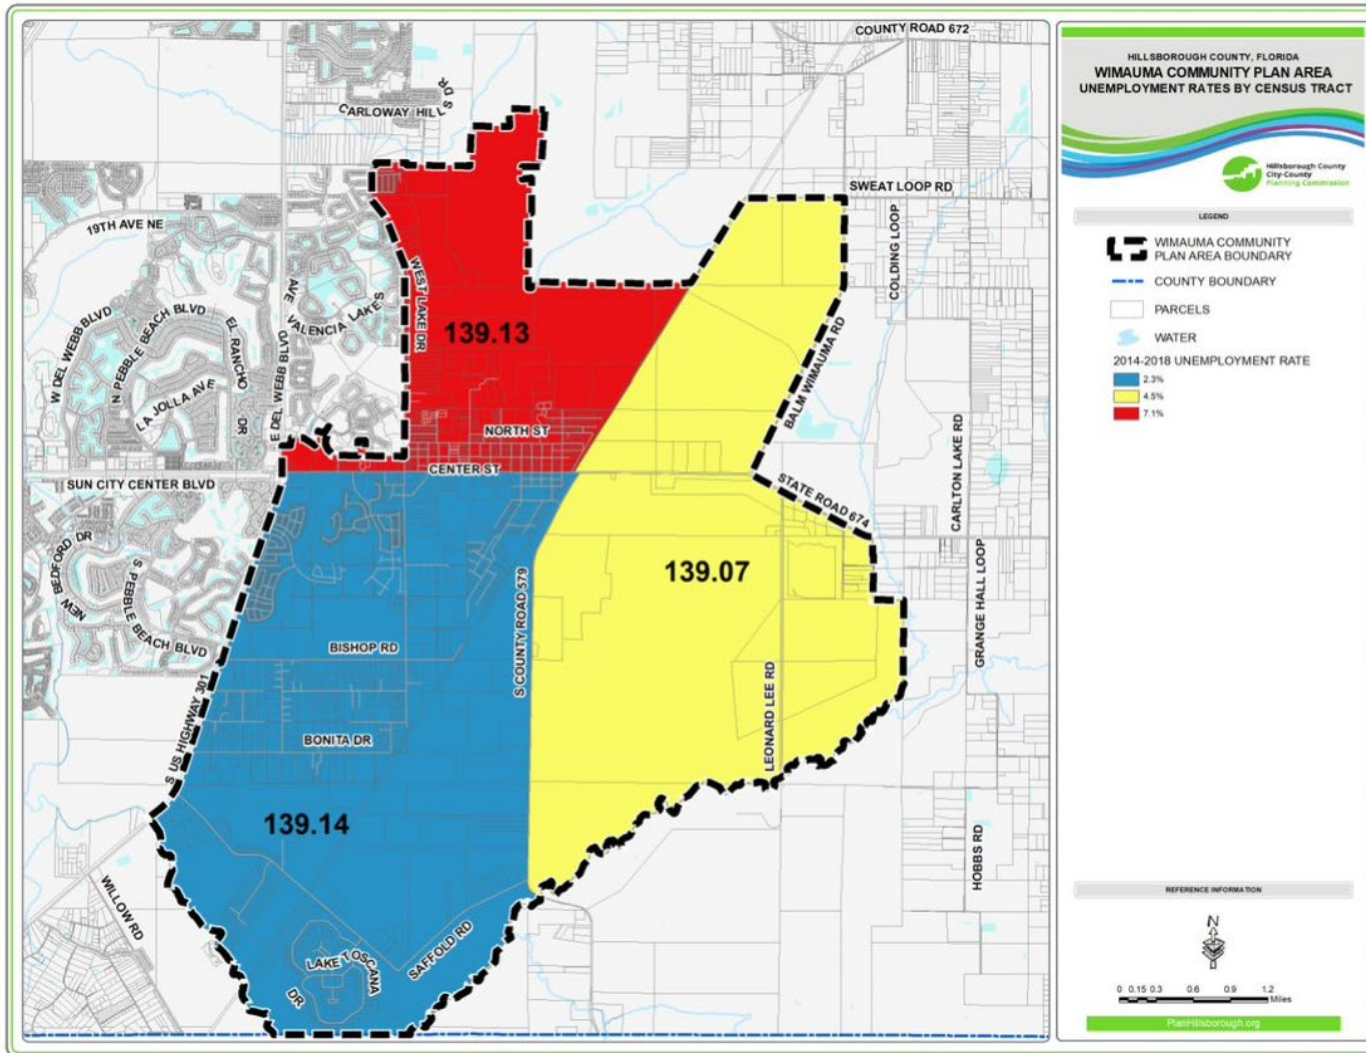 COUNTY ROAD 672
CARLOWAY HILLS DR
SWEAT LOOP RD
19TH AVE NE
COLDING LOOP
WEST LAKE DR
AVE
VALENCIA LAKES
W DEL WEBB BLVD
N PEBBLE BEACH BLVD
EL RANCHO DR
E DEL WEBB BLVD
139.13
BALM WIMAUMA RD
LA JOLLA AVE
NORTH ST
CENTER ST
CARLTON LAKE RD
SUN CITY CENTER BLVD
STATE ROAD 674
NEW BEDFORD DR
S PEBBLE BEACH BLVD
139.07
S COUNTY ROAD 579
GRANGE HALL LOOP
BISHOP RD
S US HIGHWAY 301
LEONARD LEE RD
BONITA DR
139.14
HOBBS RD
WILLOW RD
SAFFOLD RD
LAKE TOSCANA
DR
HILLSBOROUGH COUNTY, FLORIDA
WIMAUMA COMMUNITY PLAN AREA
UNEMPLOYMENT RATES BY CENSUS TRACT
Hillsborough County
City-County
Planning Commission
LEGEND
WIMAUMA COMMUNITY
PLAN AREA BOUNDARY
COUNTY BOUNDARY
PARCELS
WATER
2014-2018 UNEMPLOYMENT RATE
2.3%
4.5%
7.1%
REFERENCE INFORMATION
N
0 0.15 0.3 0.6 0.9 1.2
Miles
PlanHillsborough.org